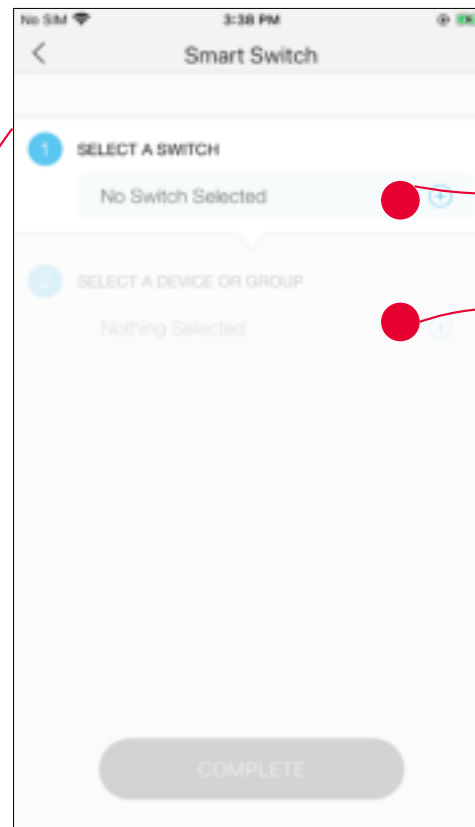 No SIM 3:38 PM
Smart Switch
1 SELECT A SWITCH
No Switch Selected
2 SELECT A DEVICE OR GROUP
Nothing Selected
COMPLETE